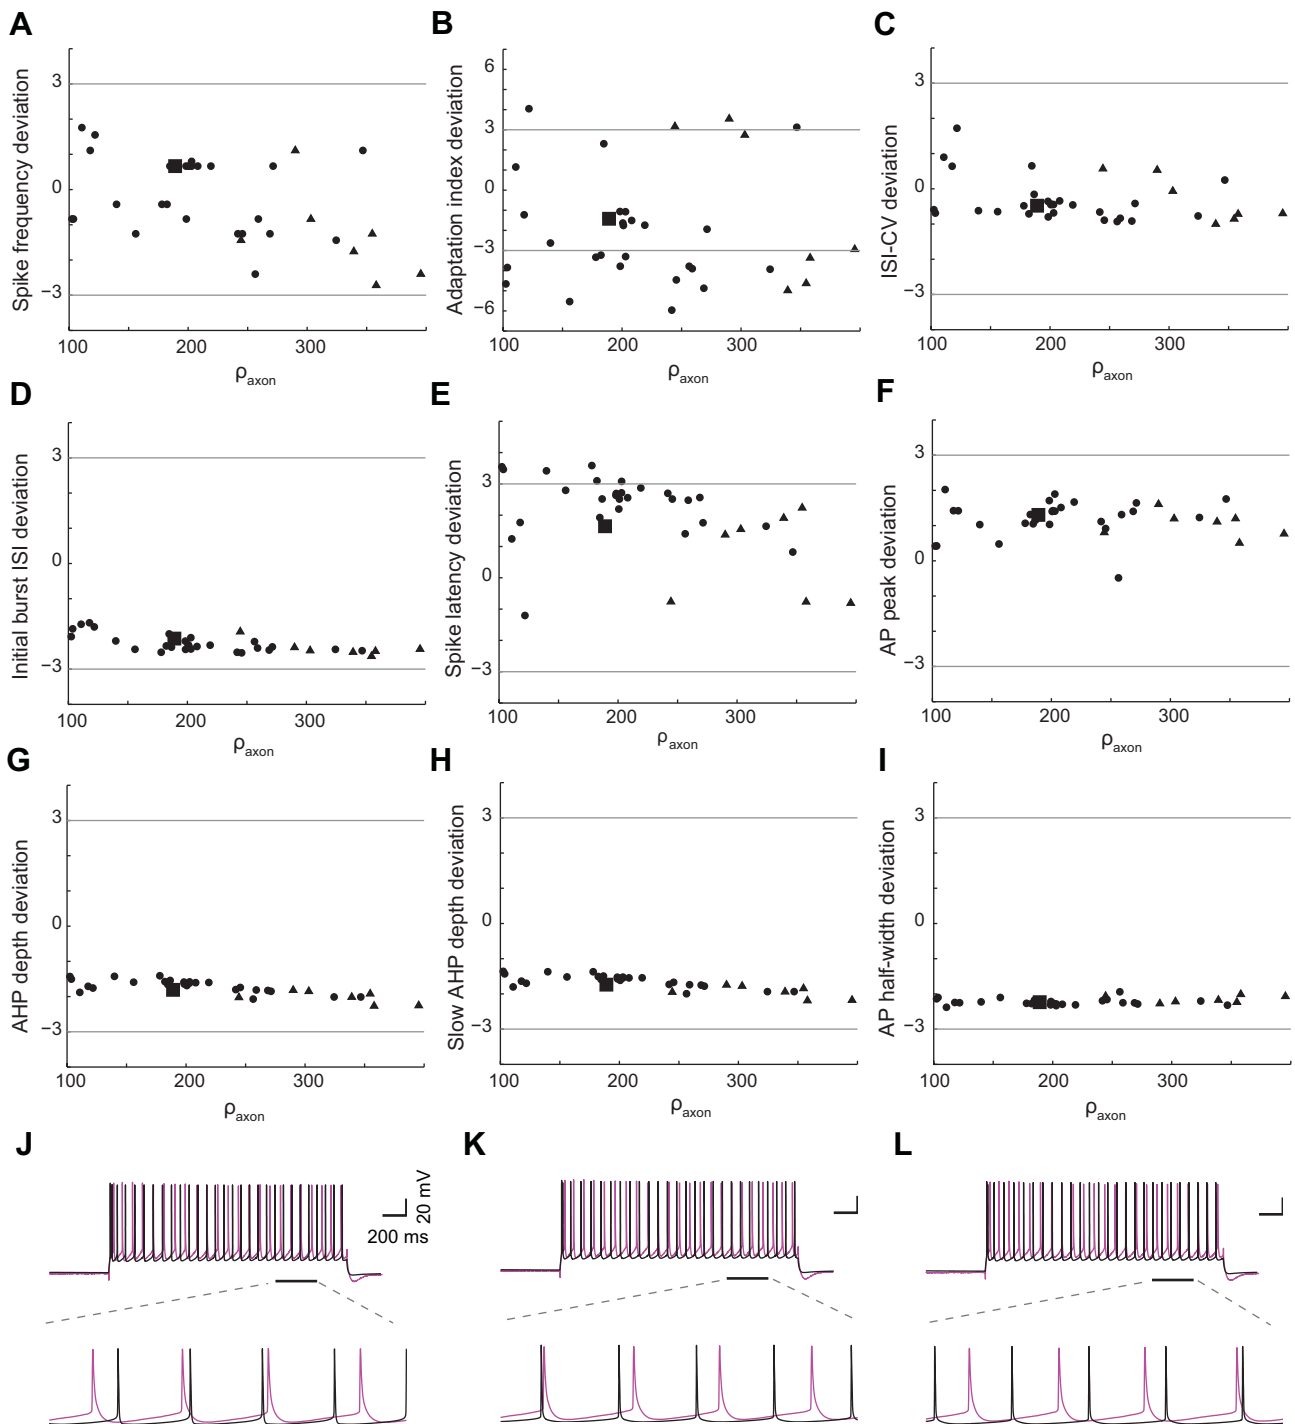 A
Spike frequency deviation
3
0
−3
100
200
300
ρaxon
B
Adaptation index deviation
6
3
0
−3
−6
100
200
300
ρaxon
C
ISI-CV deviation
3
0
−3
100
200
300
ρaxon
D
Initial burst ISI deviation
3
0
−3
100
200
300
ρaxon
E
Spike latency deviation
3
0
−3
100
200
300
ρaxon
F
AP peak deviation
3
0
−3
100
200
300
ρaxon
G
AHP depth deviation
3
0
−3
100
200
300
ρaxon
H
Slow AHP depth deviation
3
0
−3
100
200
300
ρaxon
I
AP half-width deviation
3
0
−3
100
200
300
ρaxon
J
20 mV
200 ms
K
L